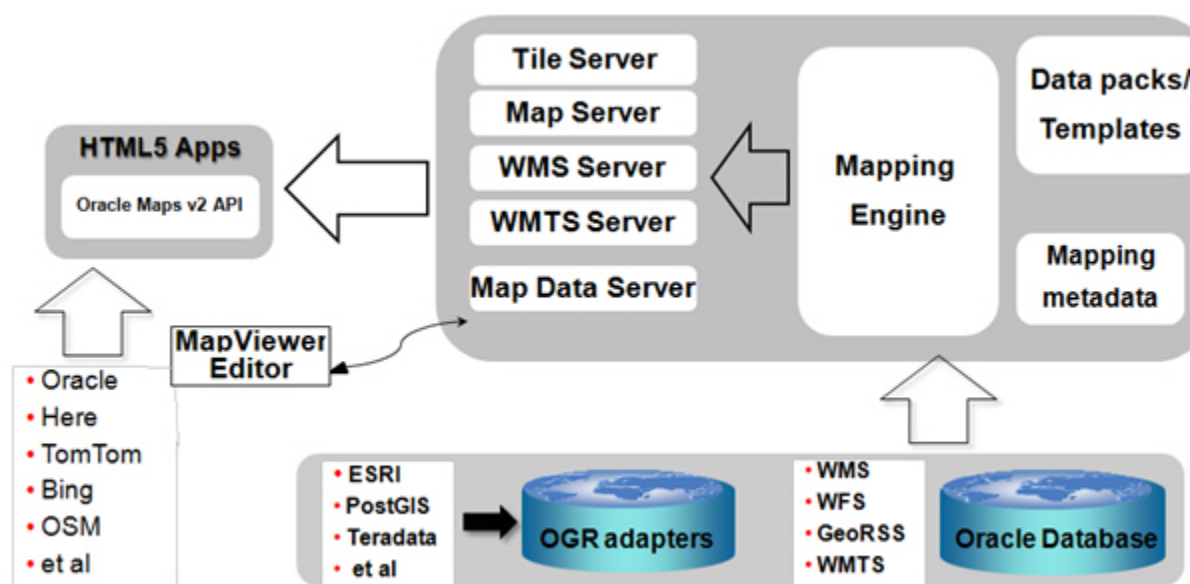 Tile Server
Map Server
WMS Server
WMTS Server
Map Data Server
Mapping
Engine
Data packs/
Templates
Mapping
metadata
HTML5 Apps
Oracle Maps v2 API
MapViewer
Editor
• Oracle
• Here
• TomTom
• Bing
• OSM
• et al
• ESRI
• PostGIS
• Teradata
• et al
OGR adapters
• WMS
• WFS
• GeoRSS
• WMTS
Oracle Database